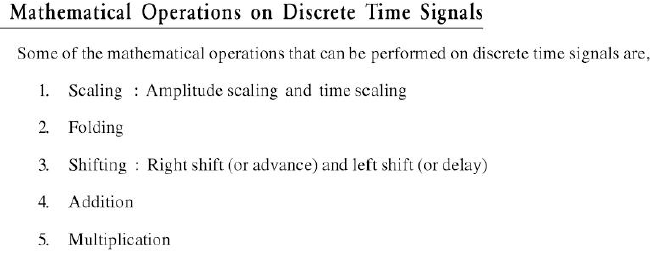 Mathematical Operations on Discrete Time Signals
Some of the mathematical operations that can be performed on discrete time signals are,
1. Scaling : Amplitude scaling and time scaling
2. Folding
3. Shifting : Right shift (or advance) and left shift (or delay)
4. Addition
5. Multiplication